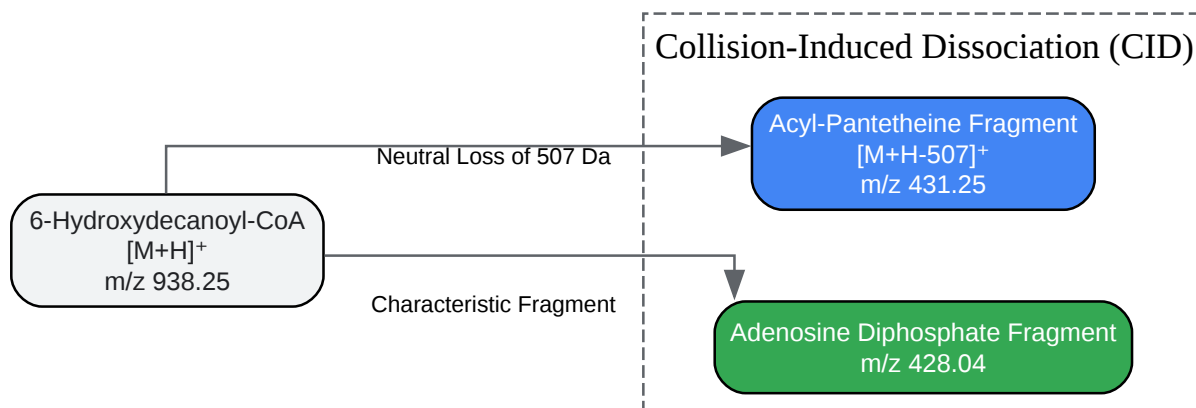 Collision-Induced Dissociation (CID)
Acyl-Pantetheine Fragment
[M+H-507]⁺
m/z 431.25
Neutral Loss of 507 Da
6-Hydroxydecanoyl-CoA
[M+H]⁺
m/z 938.25
Characteristic Fragment
Adenosine Diphosphate Fragment
m/z 428.04